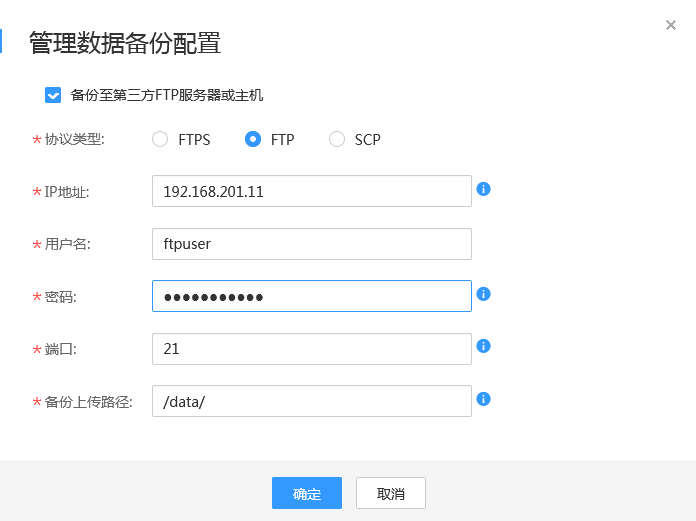 管理数据备份配置
备份至第三方FTP服务器或主机
*协议类型: FTPS FTP SCP
*IP地址: 192.168.201.11
*用户名: ftpuser
*密码: ●●●●●●●●●●●
*端口: 21
*备份上传路径: /data/
确定 取消